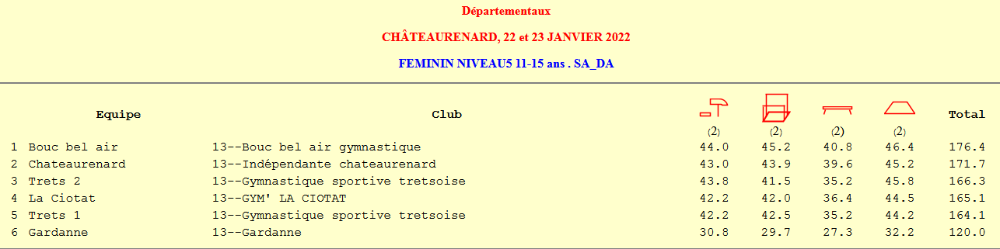 Départementaux
CHÂTEAURENARD, 22 et 23 JANVIER 2022
FEMININ NIVEAU5 11-15 ans . SA_DA
Equipe Club Total
(2) (2) (2) (2)
1 Bouc bel air 13--Bouc bel air gymnastique 44.0 45.2 40.8 46.4 176.4
2 Chateaurenard 13--Indépendante chateaurenard 43.0 43.9 39.6 45.2 171.7
3 Trets 2 13--Gymnastique sportive tretsoise 43.8 41.5 35.2 45.8 166.3
4 La Ciotat 13--GYM' LA CIOTAT 42.2 42.0 36.4 44.5 165.1
5 Trets 1 13--Gymnastique sportive tretsoise 42.2 42.5 35.2 44.2 164.1
6 Gardanne 13--Gardanne 30.8 29.7 27.3 32.2 120.0